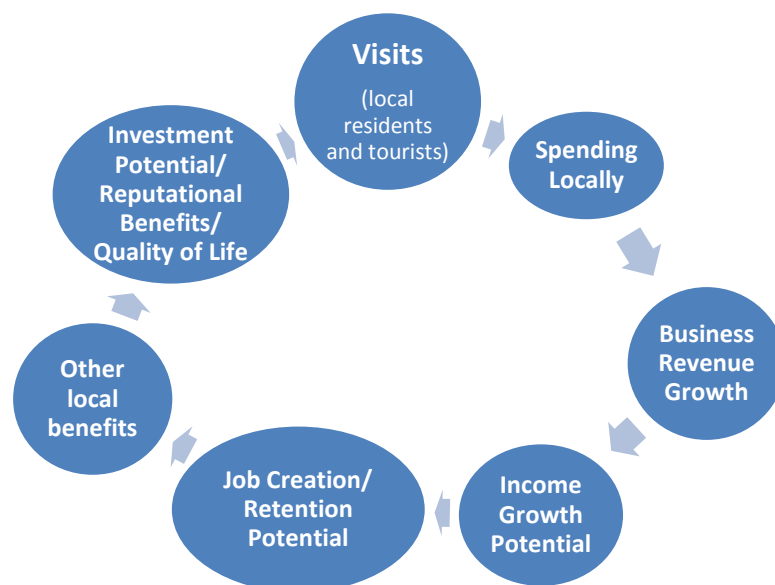 Visits
(local
residents
and tourists)
Spending
Locally
Business
Revenue
Growth
Income
Growth
Potential
Job Creation/
Retention
Potential
Other
local
benefits
Investment
Potential/
Reputational
Benefits/
Quality of Life